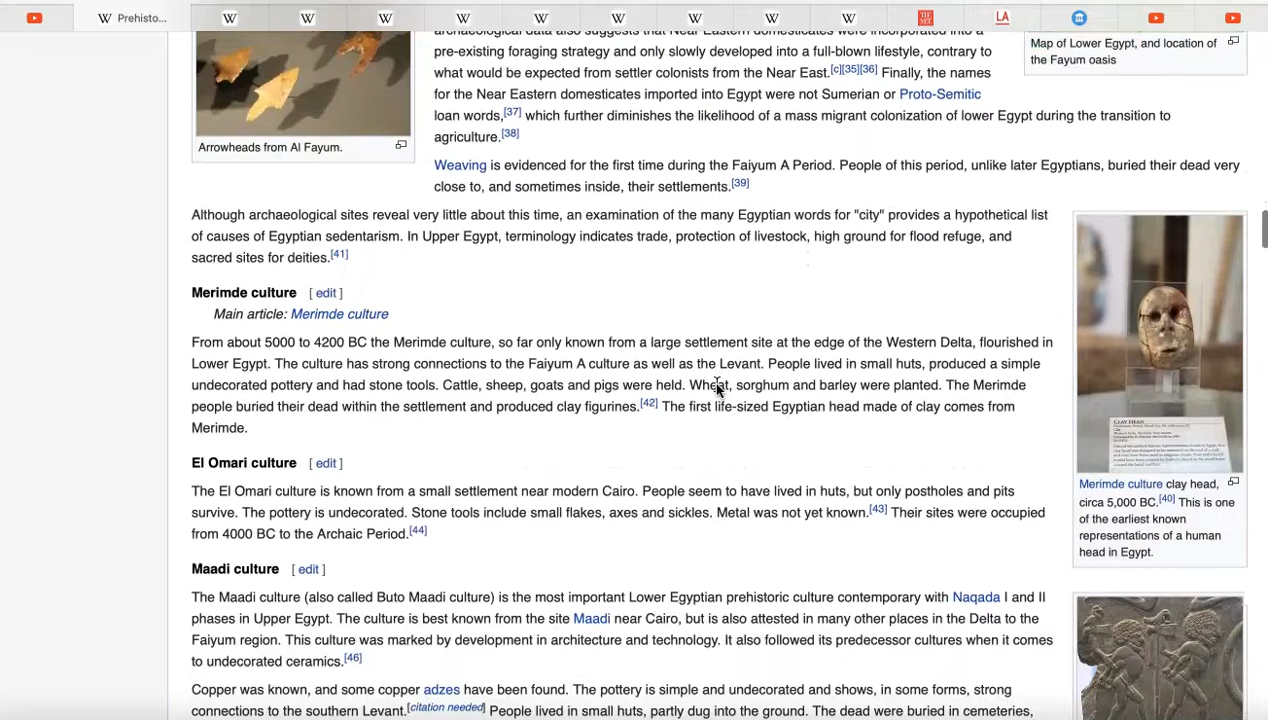 Prehisto...
archaeological data also suggests that Near Eastern domesticates were incorporated into a
pre-existing foraging strategy and only slowly developed into a full-blown lifestyle, contrary to
what would be expected from settler colonists from the Near East.[c][35][36] Finally, the names
for the Near Eastern domesticates imported into Egypt were not Sumerian or Proto-Semitic
loan words,[37] which further diminishes the likelihood of a mass migrant colonization of lower Egypt during the transition to
agriculture.[38]
Map of Lower Egypt, and location of
the Fayum oasis
Arrowheads from Al Fayum.
Weaving is evidenced for the first time during the Faiyum A Period. People of this period, unlike later Egyptians, buried their dead very
close to, and sometimes inside, their settlements.[39]
Although archaeological sites reveal very little about this time, an examination of the many Egyptian words for "city" provides a hypothetical list
of causes of Egyptian sedentarism. In Upper Egypt, terminology indicates trade, protection of livestock, high ground for flood refuge, and
sacred sites for deities.[41]
Merimde culture [ edit ]
Main article: Merimde culture
From about 5000 to 4200 BC the Merimde culture, so far only known from a large settlement site at the edge of the Western Delta, flourished in
Lower Egypt. The culture has strong connections to the Faiyum A culture as well as the Levant. People lived in small huts, produced a simple
undecorated pottery and had stone tools. Cattle, sheep, goats and pigs were held. Wheat, sorghum and barley were planted. The Merimde
people buried their dead within the settlement and produced clay figurines.[42] The first life-sized Egyptian head made of clay comes from
Merimde.
CLAY HEAD
Merimde culture clay head,
circa 5,000 BC.[40] This is one
of the earliest known
representations of a human
head in Egypt.
El Omari culture [ edit ]
The El Omari culture is known from a small settlement near modern Cairo. People seem to have lived in huts, but only postholes and pits
survive. The pottery is undecorated. Stone tools include small flakes, axes and sickles. Metal was not yet known.[43] Their sites were occupied
from 4000 BC to the Archaic Period.[44]
Maadi culture [ edit ]
The Maadi culture (also called Buto Maadi culture) is the most important Lower Egyptian prehistoric culture contemporary with Naqada I and II
phases in Upper Egypt. The culture is best known from the site Maadi near Cairo, but is also attested in many other places in the Delta to the
Faiyum region. This culture was marked by development in architecture and technology. It also followed its predecessor cultures when it comes
to undecorated ceramics.[46]
Copper was known, and some copper adzes have been found. The pottery is simple and undecorated and shows, in some forms, strong
connections to the southern Levant.[citation needed] People lived in small huts, partly dug into the ground. The dead were buried in cemeteries,